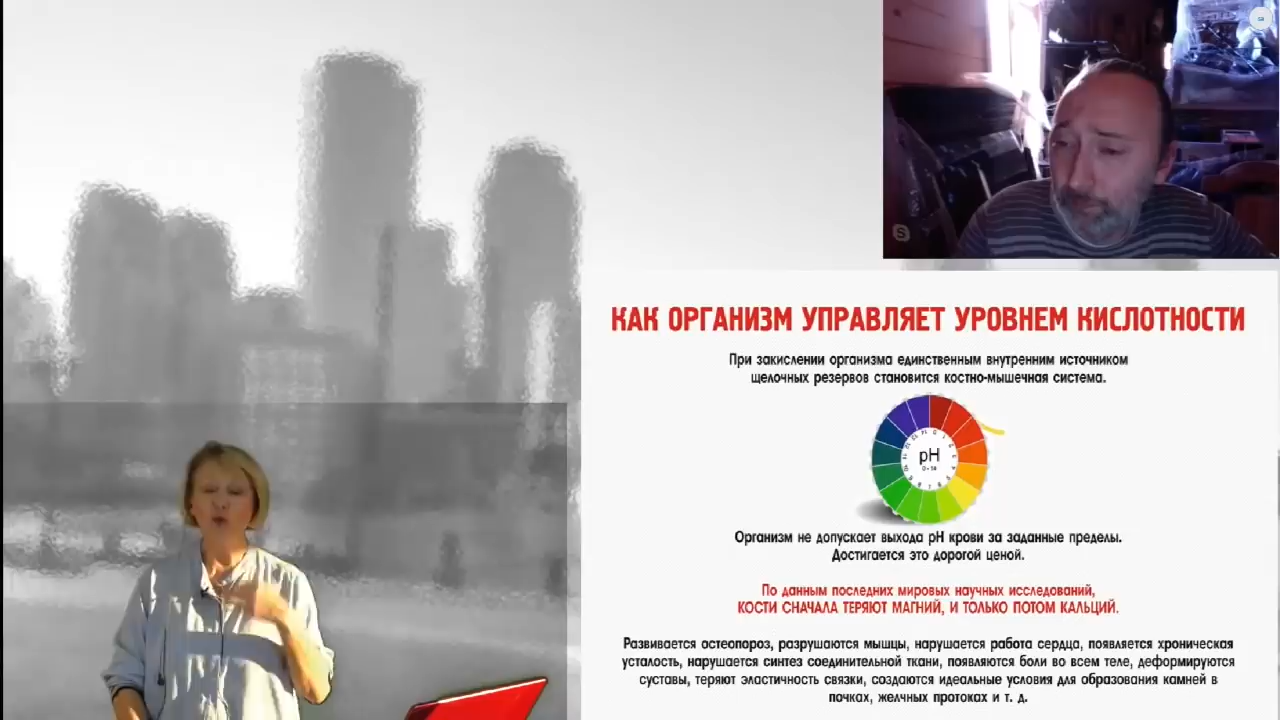 КАК ОРГАНИЗМ УПРАВЛЯЕТ УРОВНЕМ КИСЛОТНОСТИ
При закислении организма единственным внутренним источником
щелочных резервов становится костно-мышечная система.
pH
0-14
Организм не допускает выхода pH крови за заданные пределы.
Достигается это дорогой ценой.
По данным последних мировых научных исследований,
КОСТИ СНАЧАЛА ТЕРЯЮТ МАГНИЙ, И ТОЛЬКО ПОТОМ КАЛЬЦИЙ.
Развивается остеопороз, разрушаются мышцы, нарушается работа сердца, появляется хроническая
усталость, нарушается синтез соединительной ткани, появляются боли во всем теле, деформируются
суставы, теряют эластичность связки, создаются идеальные условия для образования камней в
почках, желчных протоках и т. д.